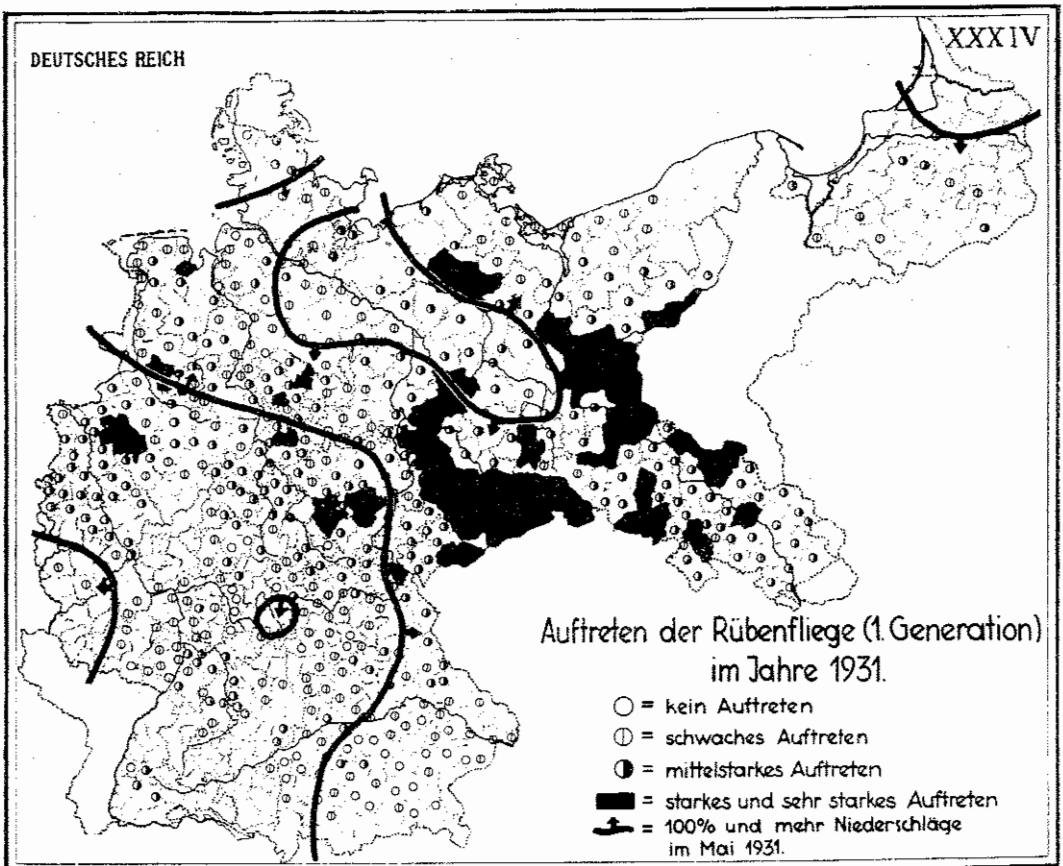 DEUTSCHES REICH
XXXIV
Auftreten der Rübenfliege (1. Generation)
im Jahre 1931.
= kein Auftreten
= schwaches Auftreten
= mittelstarkes Auftreten
= starkes und sehr starkes Auftreten
= 100% und mehr Niederschläge
im Mai 1931.